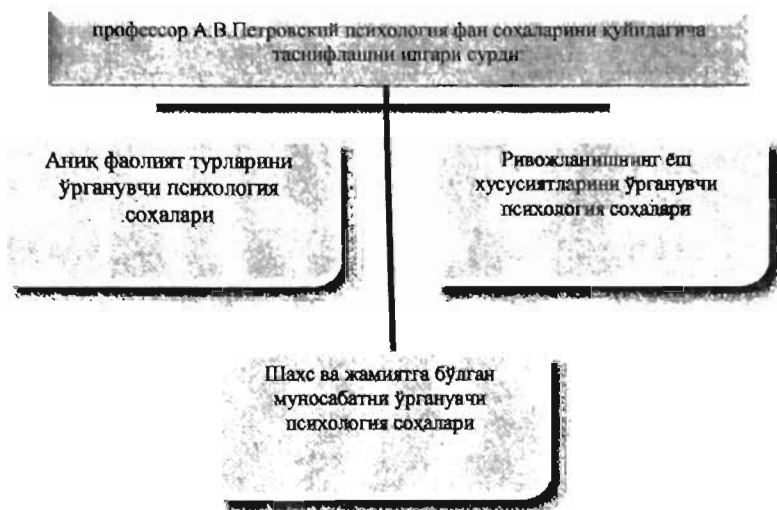 профессор А.В.Петровский психология фан соҳаларини қуйидагича
таснифлашни илгари сурди:
Аниқ фаолият турларини
ўрганувчи психология
соҳалари
Ривожланишнинг ёш
хусусиятларини ўрганувчи
психология соҳалари
Шахс ва жамиятга бўлган
муносабатни ўрганувчи
психология соҳалари